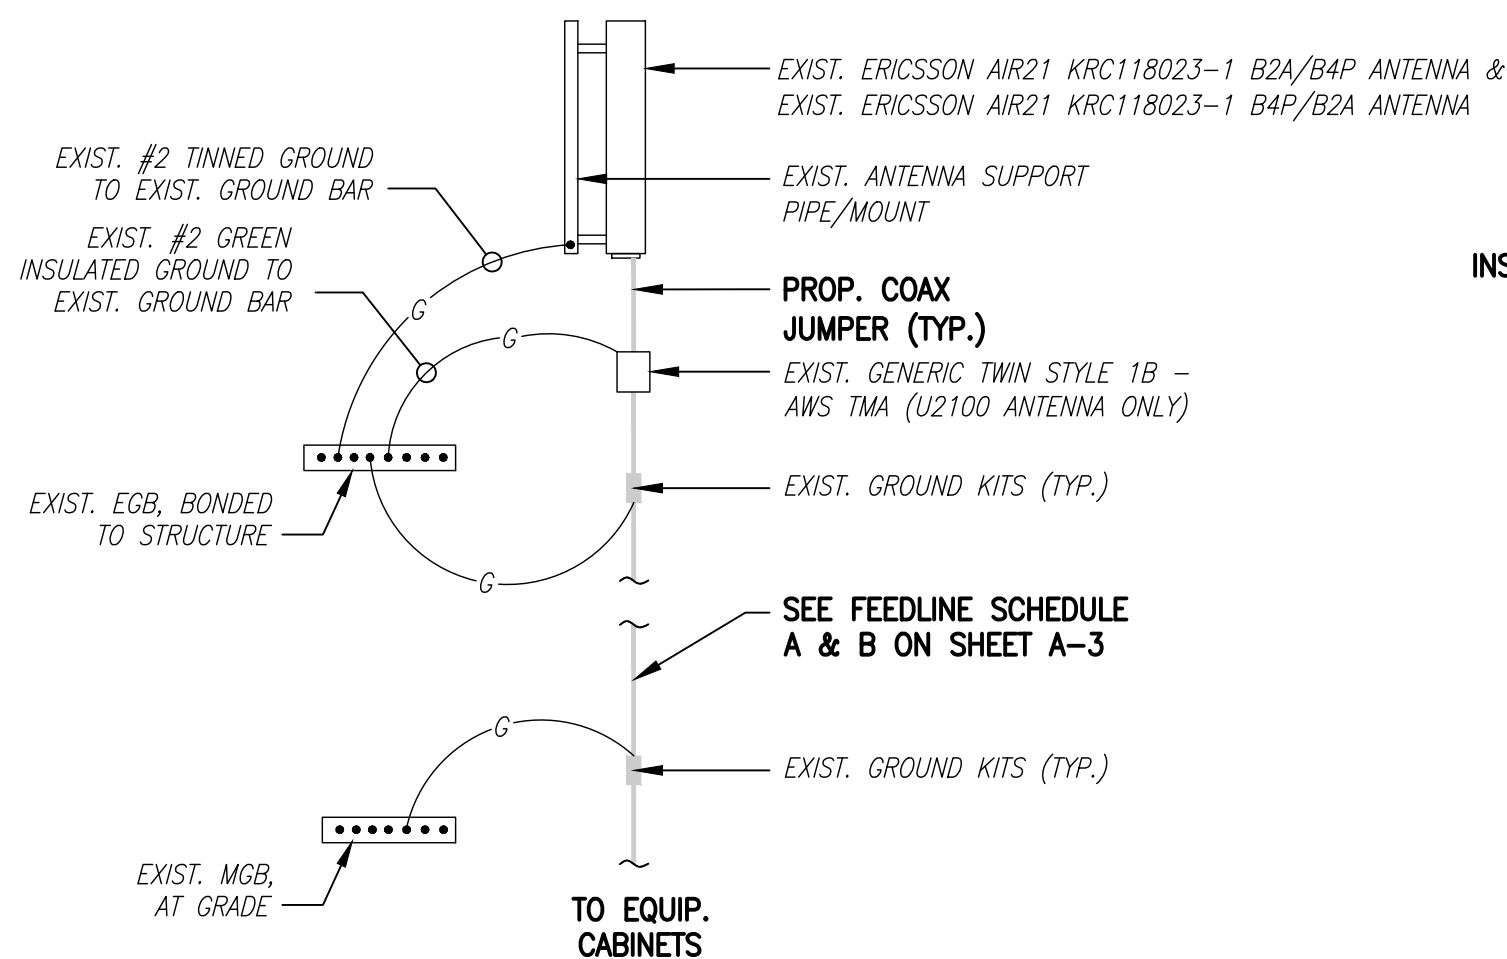 EXIST. ERICSSON AIR21 KRC118023-1 B2A/B4P ANTENNA &
EXIST. ERICSSON AIR21 KRC118023-1 B4P/B2A ANTENNA
EXIST. #2 TINNED GROUND
TO EXIST. GROUND BAR
EXIST. ANTENNA SUPPORT
PIPE/MOUNT
EXIST. #2 GREEN
INSULATED GROUND TO
EXIST. GROUND BAR
INS
PROP. COAX
JUMPER (TYP.)
G
G
EXIST. GENERIC TWIN STYLE 1B -
AWS TMA (U2100 ANTENNA ONLY)
EXIST. GROUND KITS (TYP.)
EXIST. EGB, BONDED
TO STRUCTURE
G
SEE FEEDLINE SCHEDULE
A & B ON SHEET A-3
G
EXIST. GROUND KITS (TYP.)
EXIST. MGB,
AT GRADE
TO EQUIP.
CABINETS